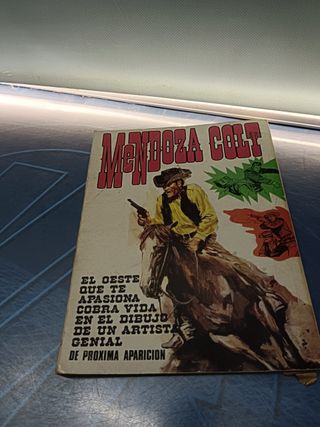 MENDOZA COLT
EL OESTE
QUE TE
APASIONA
COBRA VIDA
EN EL DIBUJO
DE UN ARTISTA
GENIAL
DE PROXIMA APARICION